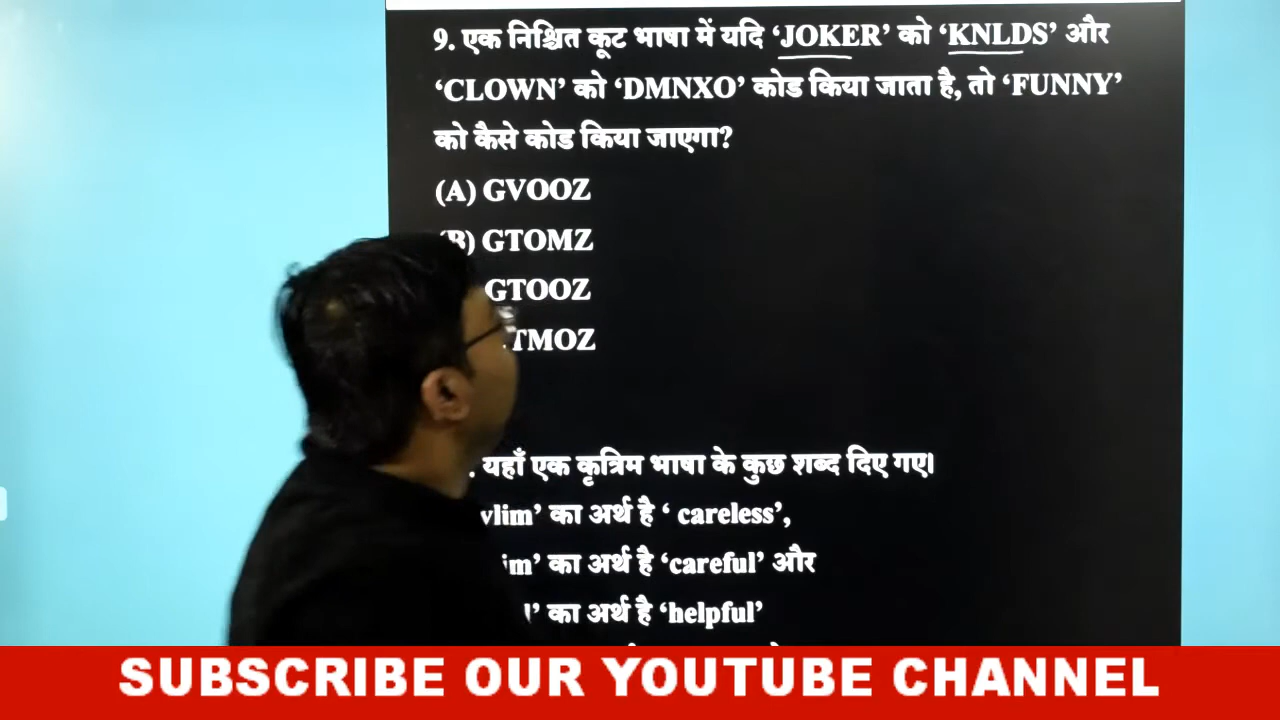 9. एक निश्चित कूट भाषा में यदि ‘JOKER’ को ‘KNLDS’ और
‘CLOWN’ को ‘DMNXO’ कोड किया जाता है, तो ‘FUNNY’
को कैसे कोड किया जाएगा?
(A) GVOOZ
(B) GTOMZ
GTOOZ
TMOZ
यहाँ एक कृत्रिम भाषा के कुछ शब्द दिए गए।
का अर्थ है ‘ careless’,
का अर्थ है ‘careful’ और
का अर्थ है ‘helpful’
SUBSCRIBE OUR YOUTUBE CHANNEL